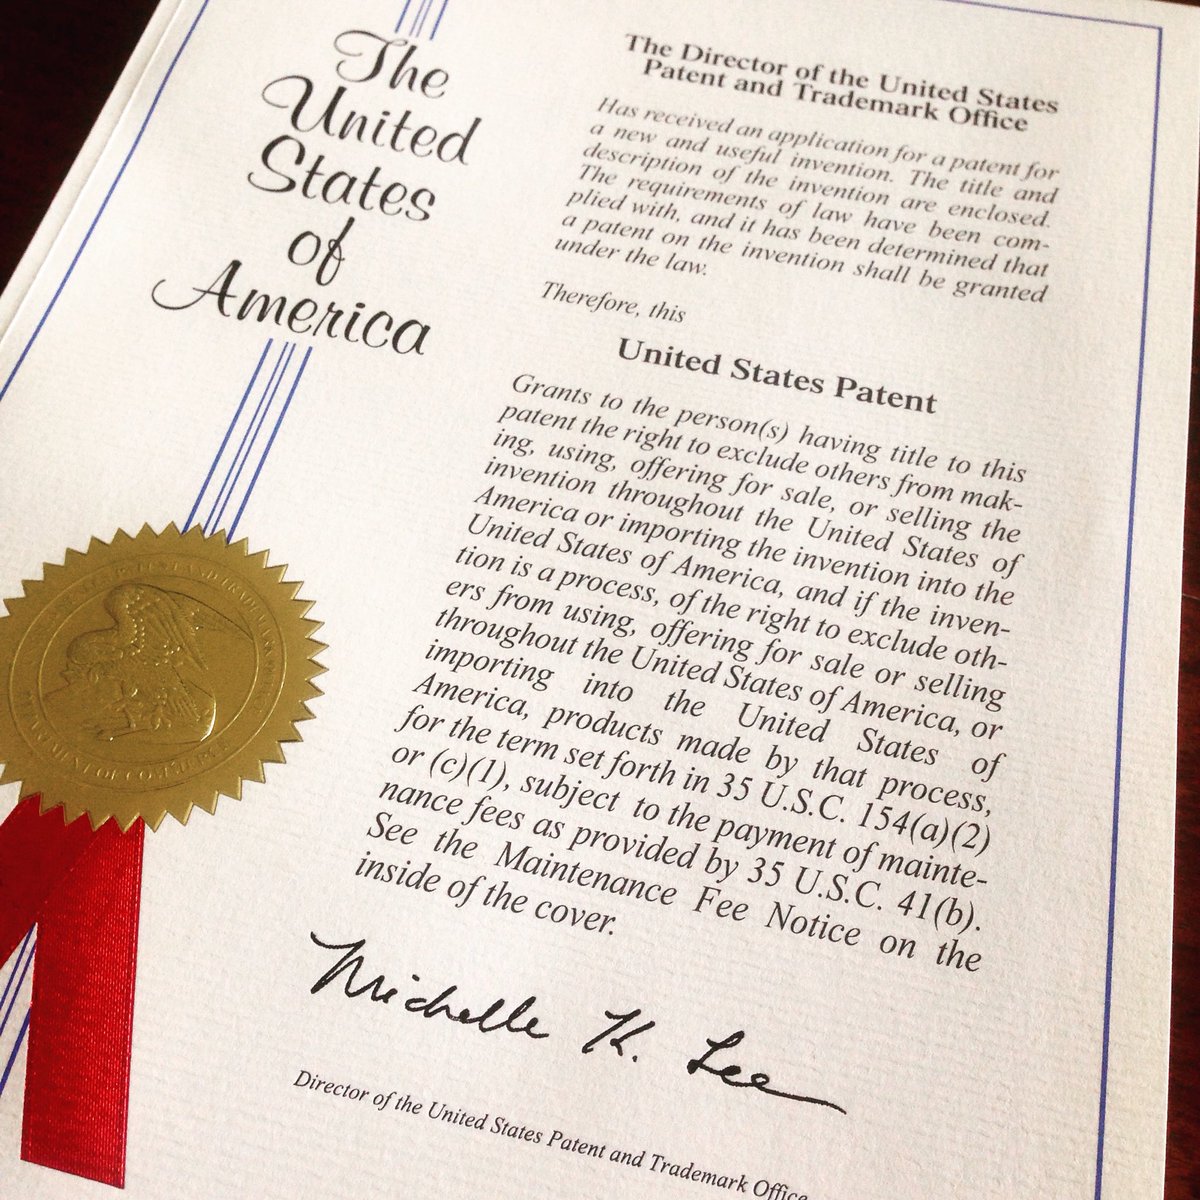 The
United
States
of
America
The Director of the United States
Patent and Trademark Office
Has received an application for a patent for
a new and useful invention. The title and
description of the invention are enclosed.
The requirements of law have been com-
plied with, and it has been determined that
a patent on the invention shall be granted
under the law.
Therefore, this
United States Patent
Grants to the person(s) having title to this
patent the right to exclude others from mak-
ing, using, offering for sale, or selling the
invention throughout the United States of
America or importing the invention into the
United States of America, and if the inven-
tion is a process, of the right to exclude oth-
ers from using, offering for sale or selling
throughout the United States of America, or
importing into the United States of
America, products made by that process,
for the term set forth in 35 U.S.C. 154(a)(2)
or (c)(1), subject to the payment of mainte-
nance fees as provided by 35 U.S.C. 41(b).
See the Maintenance Fee Notice on the
inside of the cover.
Michelle K. Lee
Director of the United States Patent and Trademark Office
PATENT AND TRADEMARK
OF COMMERCE